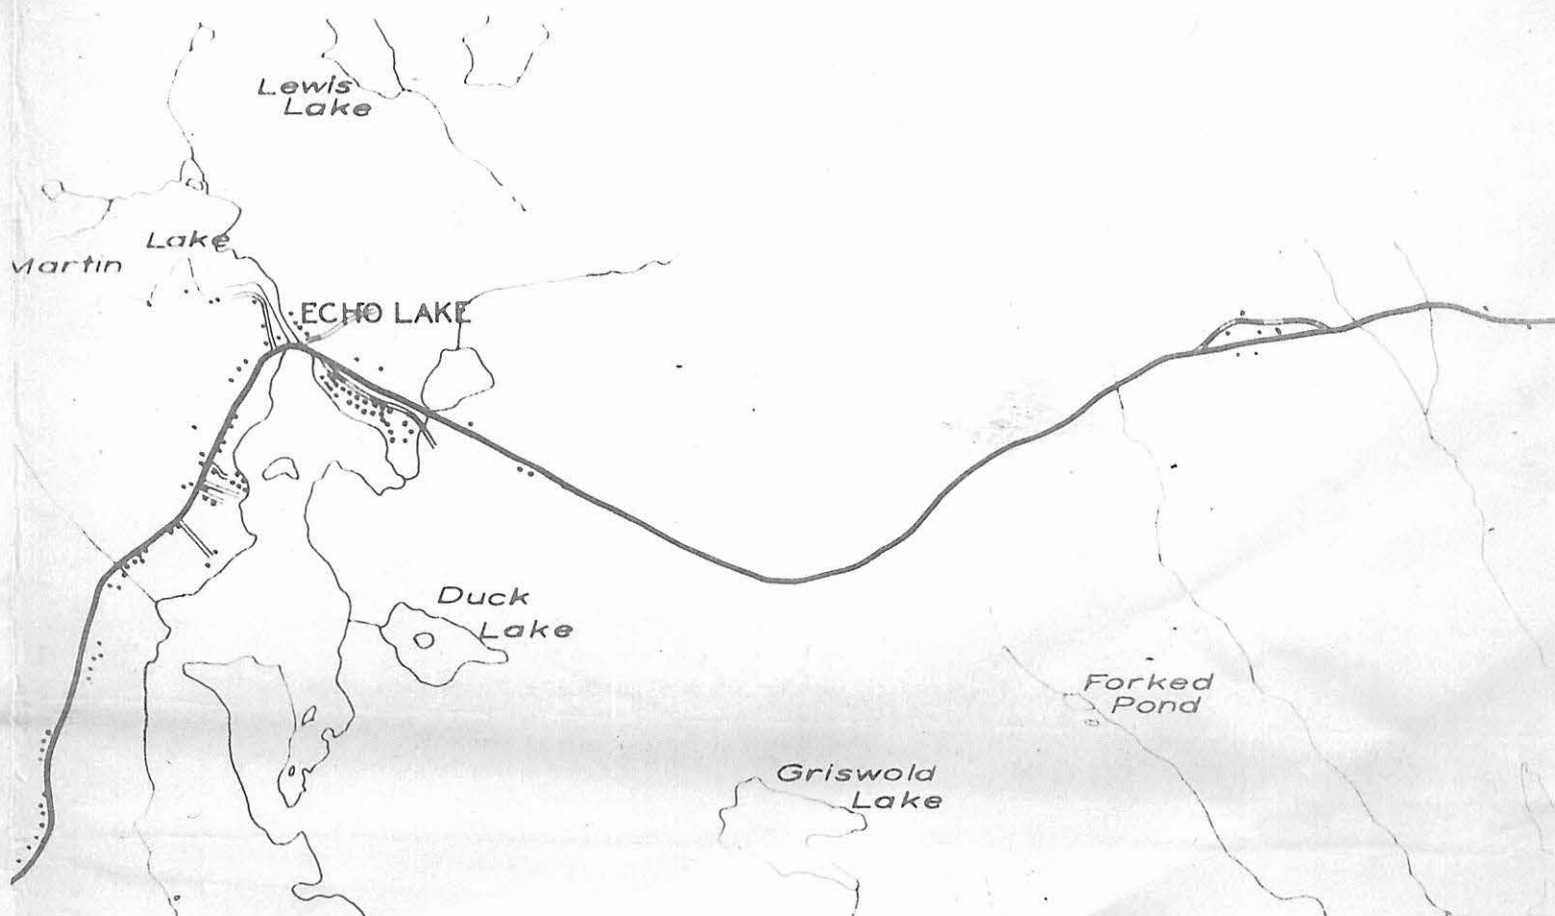 Lewis
Lake
Lake
Martin
ECHO LAKE
Duck
Lake
Forked
Pond
Griswold
Lake